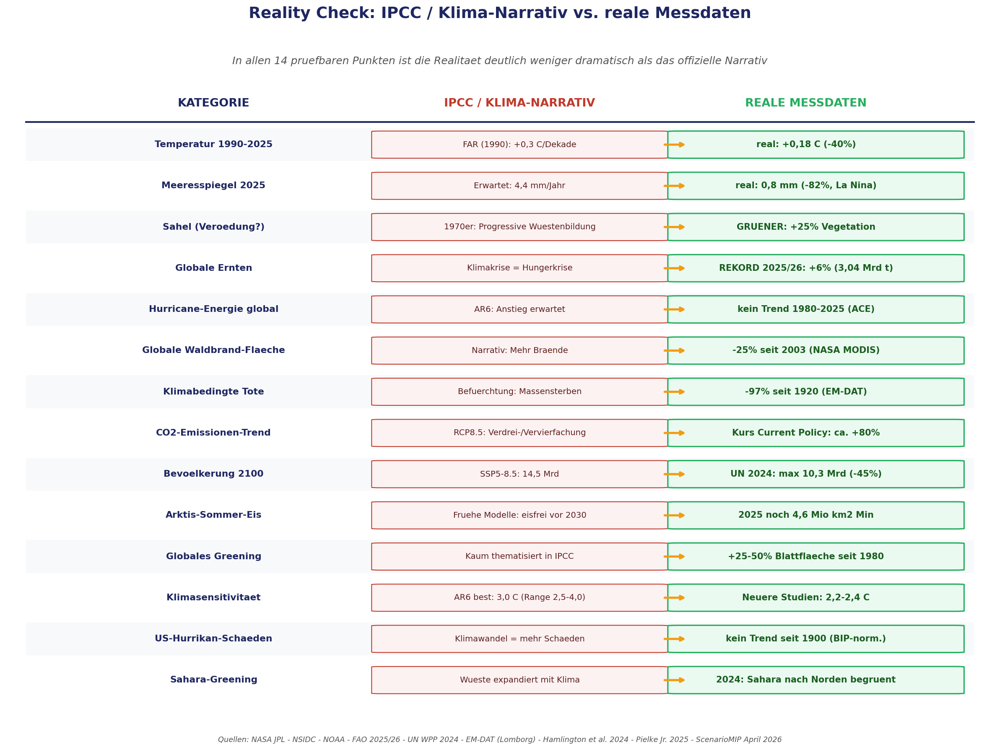 Reality Check: IPCC / Klima-Narrativ vs. reale Messdaten
In allen 14 pruefbaren Punkten ist die Realitaet deutlich weniger dramatisch als das offizielle Narrativ
KATEGORIE IPCC / KLIMA-NARRATIV REALE MESSDATEN
Temperatur 1990-2025 FAR (1990): +0,3 C/Dekade real: +0,18 C (-40%)
Meeresspiegel 2025 Erwartet: 4,4 mm/Jahr real: 0,8 mm (-82%, La Nina)
Sahel (Veroedung?) 1970er: Progressive Wuestenbildung GRUENER: +25% Vegetation
Globale Ernten Klimakrise = Hungerkrise REKORD 2025/26: +6% (3,04 Mrd t)
Hurricane-Energie global AR6: Anstieg erwartet kein Trend 1980-2025 (ACE)
Globale Waldbrand-Flaeche Narrativ: Mehr Braende -25% seit 2003 (NASA MODIS)
Klimabedingte Tote Befuerchtung: Massensterben -97% seit 1920 (EM-DAT)
CO2-Emissionen-Trend RCP8.5: Verdrei-/Vervierfachung Kurs Current Policy: ca. +80%
Bevoelkerung 2100 SSP5-8.5: 14,5 Mrd UN 2024: max 10,3 Mrd (-45%)
Arktis-Sommer-Eis Fruehe Modelle: eisfrei vor 2030 2025 noch 4,6 Mio km2 Min
Globales Greening Kaum thematisiert in IPCC +25-50% Blattflaeche seit 1980
Klimasensitivitaet AR6 best: 3,0 C (Range 2,5-4,0) Neuere Studien: 2,2-2,4 C
US-Hurrikan-Schaeden Klimawandel = mehr Schaeden kein Trend seit 1900 (BIP-norm.)
Sahara-Greening Wueste expandiert mit Klima 2024: Sahara nach Norden begruent
Quellen: NASA JPL - NSIDC - NOAA - FAO 2025/26 - UN WPP 2024 - EM-DAT (Lomborg) - Hamlington et al. 2024 - Pielke Jr. 2025 - ScenarioMIP April 2026